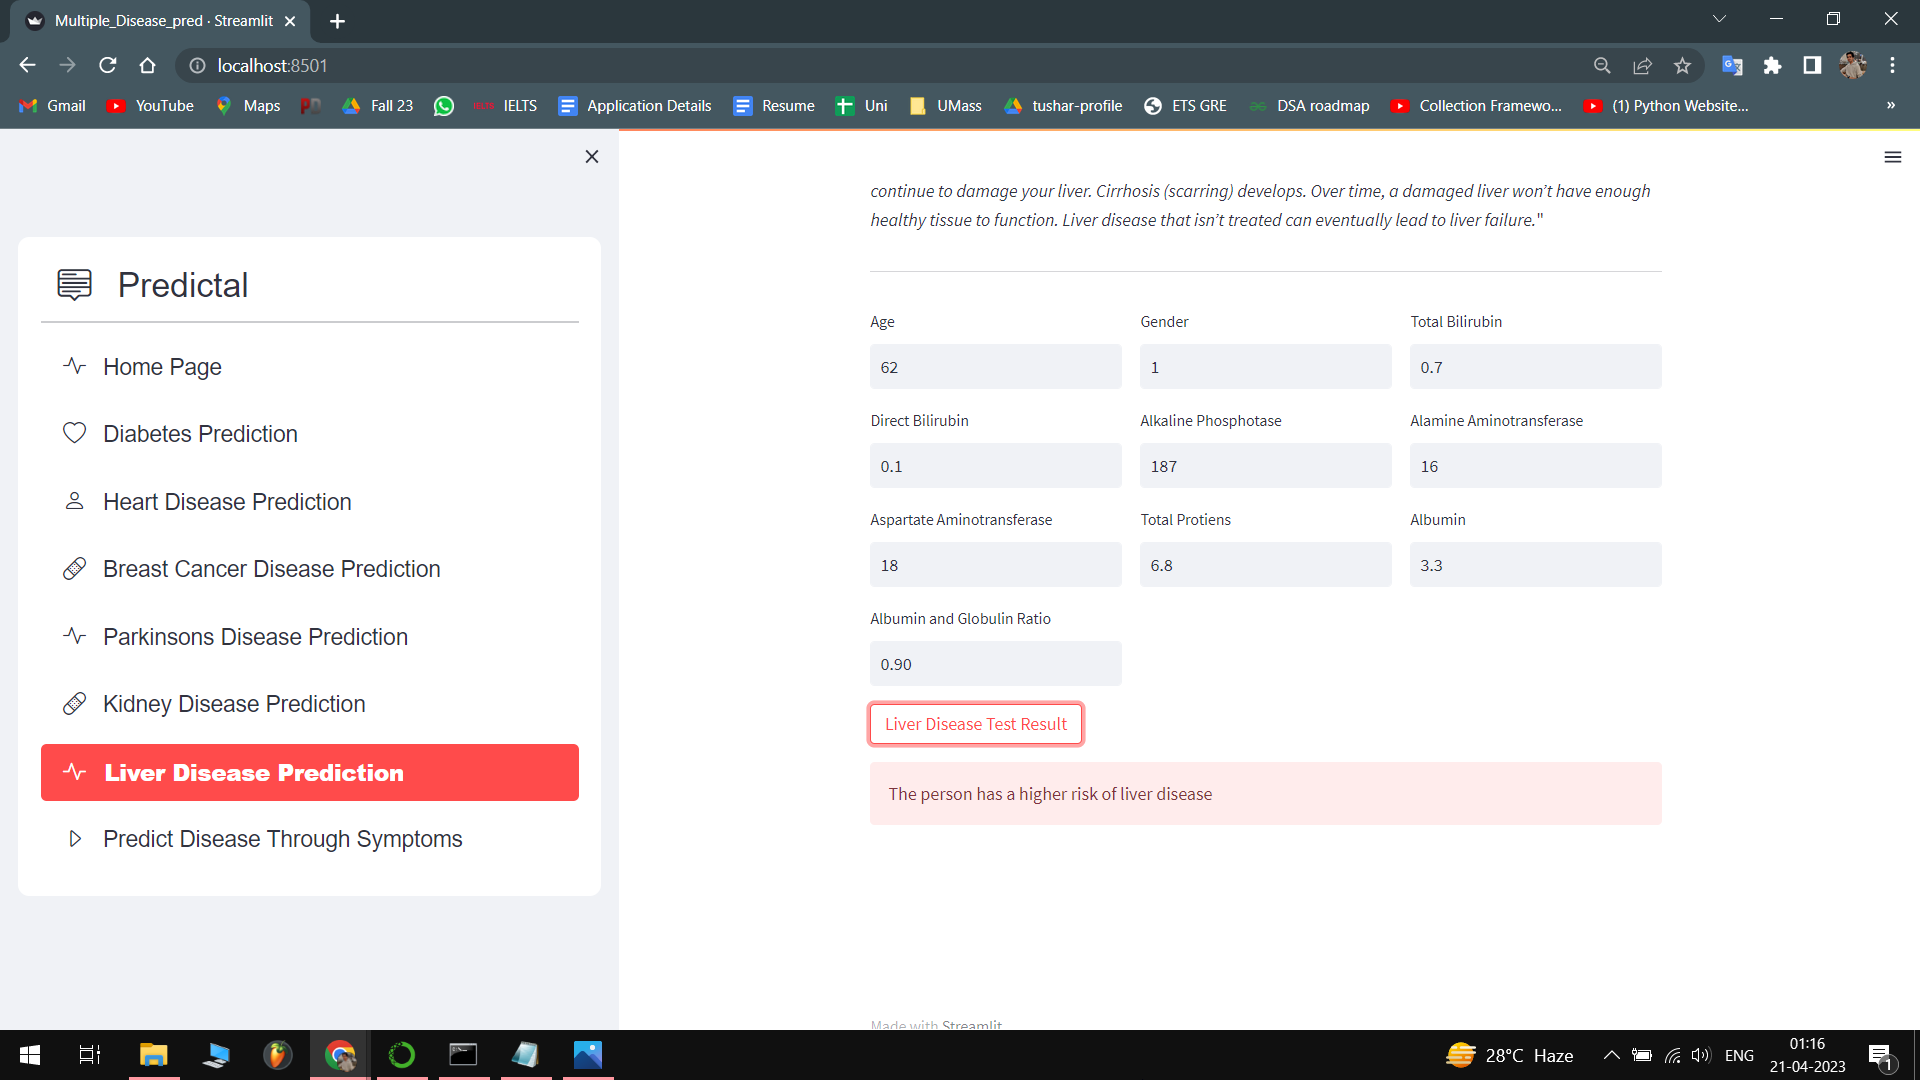 Multiple_Disease_pred · Streamlit
localhost:8501
Gmail YouTube Maps Fall 23 IELTS Application Details Resume Uni UMass tushar-profile ETS GRE DSA roadmap Collection Framewo... (1) Python Website... »
continue to damage your liver. Cirrhosis (scarring) develops. Over time, a damaged liver won’t have enough
healthy tissue to function. Liver disease that isn’t treated can eventually lead to liver failure."
Predictal
Home Page
Diabetes Prediction
Heart Disease Prediction
Breast Cancer Disease Prediction
Parkinsons Disease Prediction
Kidney Disease Prediction
Liver Disease Prediction
Predict Disease Through Symptoms
Age Gender Total Bilirubin
62 1 0.7
Direct Bilirubin Alkaline Phosphotase Alamine Aminotransferase
0.1 187 16
Aspartate Aminotransferase Total Protiens Albumin
18 6.8 3.3
Albumin and Globulin Ratio
0.90
Liver Disease Test Result
The person has a higher risk of liver disease
Made with Streamlit
28°C Haze ENG
01:16
21-04-2023
1